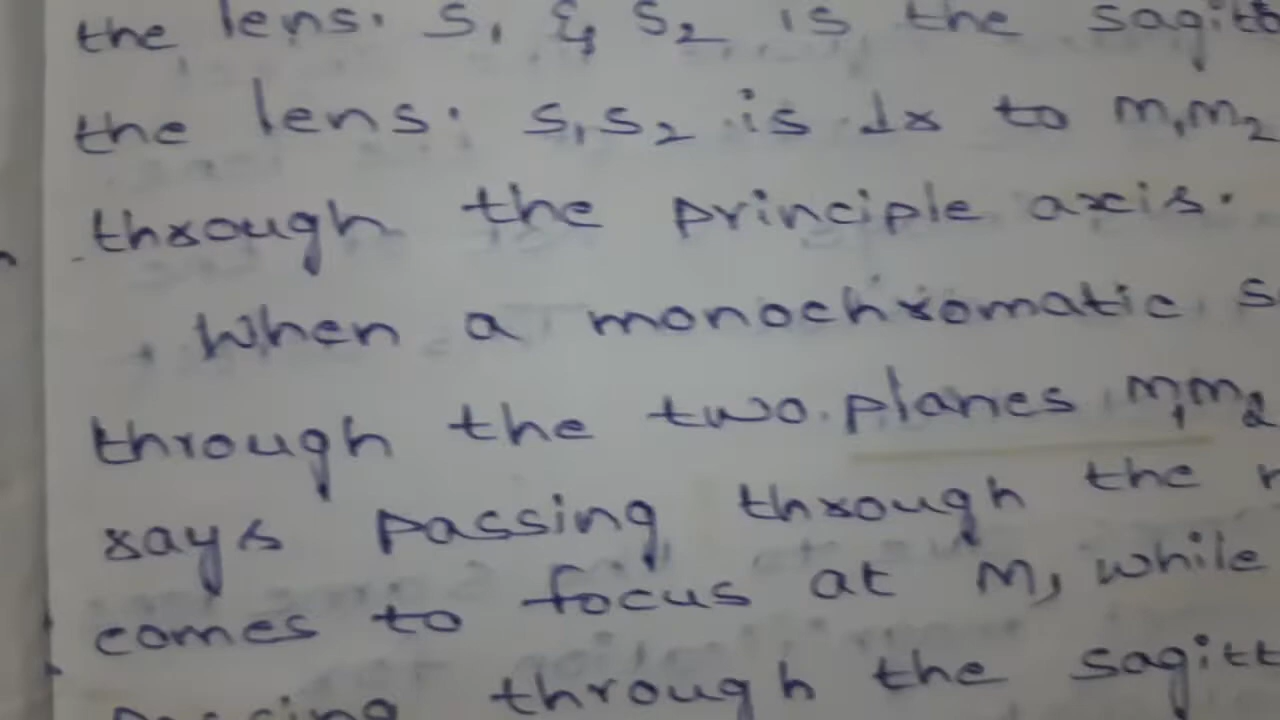 the lens. S1 & S2 is the sagitt
the lens. S1S2 is ⊥r to M1M2
through the principle axis.
When a monochromatic s
through the two planes M1M2
rays passing through the
comes to focus at M, while
through the sagitt